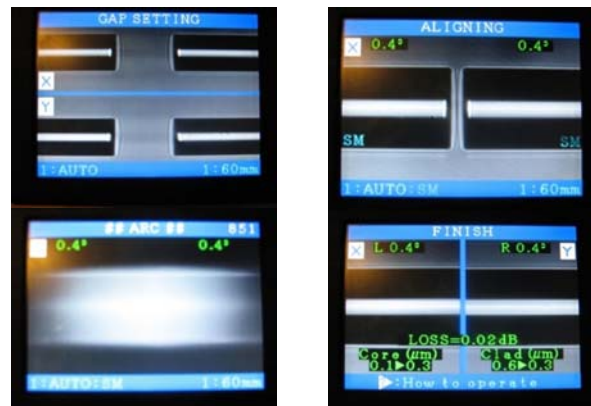 GAP SETTING
X
Y
1:AUTO 1:60mm
ALIGNING
X 0.4° 0.4°
SM SM
1:AUTO:SM 1:60mm
## ARC ## 851
0.4° 0.4°
1:AUTO:SM 1:60mm
FINISH
X L 0.4° R 0.4° Y
LOSS=0.02dB
Core(μm) Clad(μm)
0.1▶0.3 0.6▶0.3
▶:How to operate